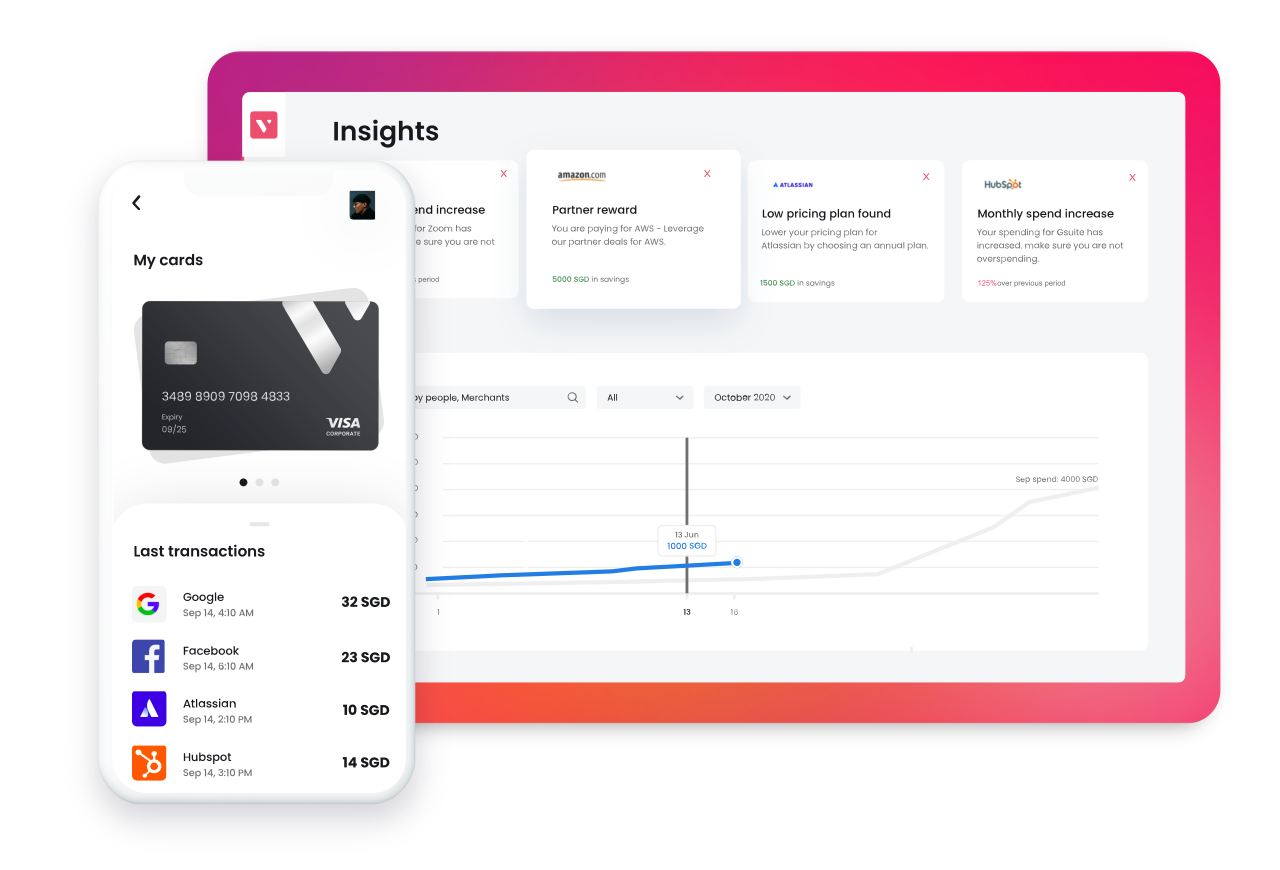 Insights
end increase
for Zoom has
e sure you are not
period
amazon.com
Partner reward
You are paying for AWS - Leverage
our partner deals for AWS.
5000 SGD in savings
ATLASSIAN
Low pricing plan found
Lower your pricing plan for
Atlassian by choosing an annual plan.
1500 SGD in savings
HubSpot
Monthly spend increase
Your spending for Gsuite has
increased. make sure you are not
overspending.
125%over previous period
by people, Merchants
All
October 2020
Sep spend: 4000 SGD
13 Jun
1000 SGD
1
13
16
My cards
3489 8909 7098 4833
Expiry
09/25
VISA
CORPORATE
Last transactions
Google
Sep 14, 4:10 AM
32 SGD
Facebook
Sep 14, 6:10 AM
23 SGD
Atlassian
Sep 14, 2:10 PM
10 SGD
Hubspot
Sep 14, 3:10 PM
14 SGD